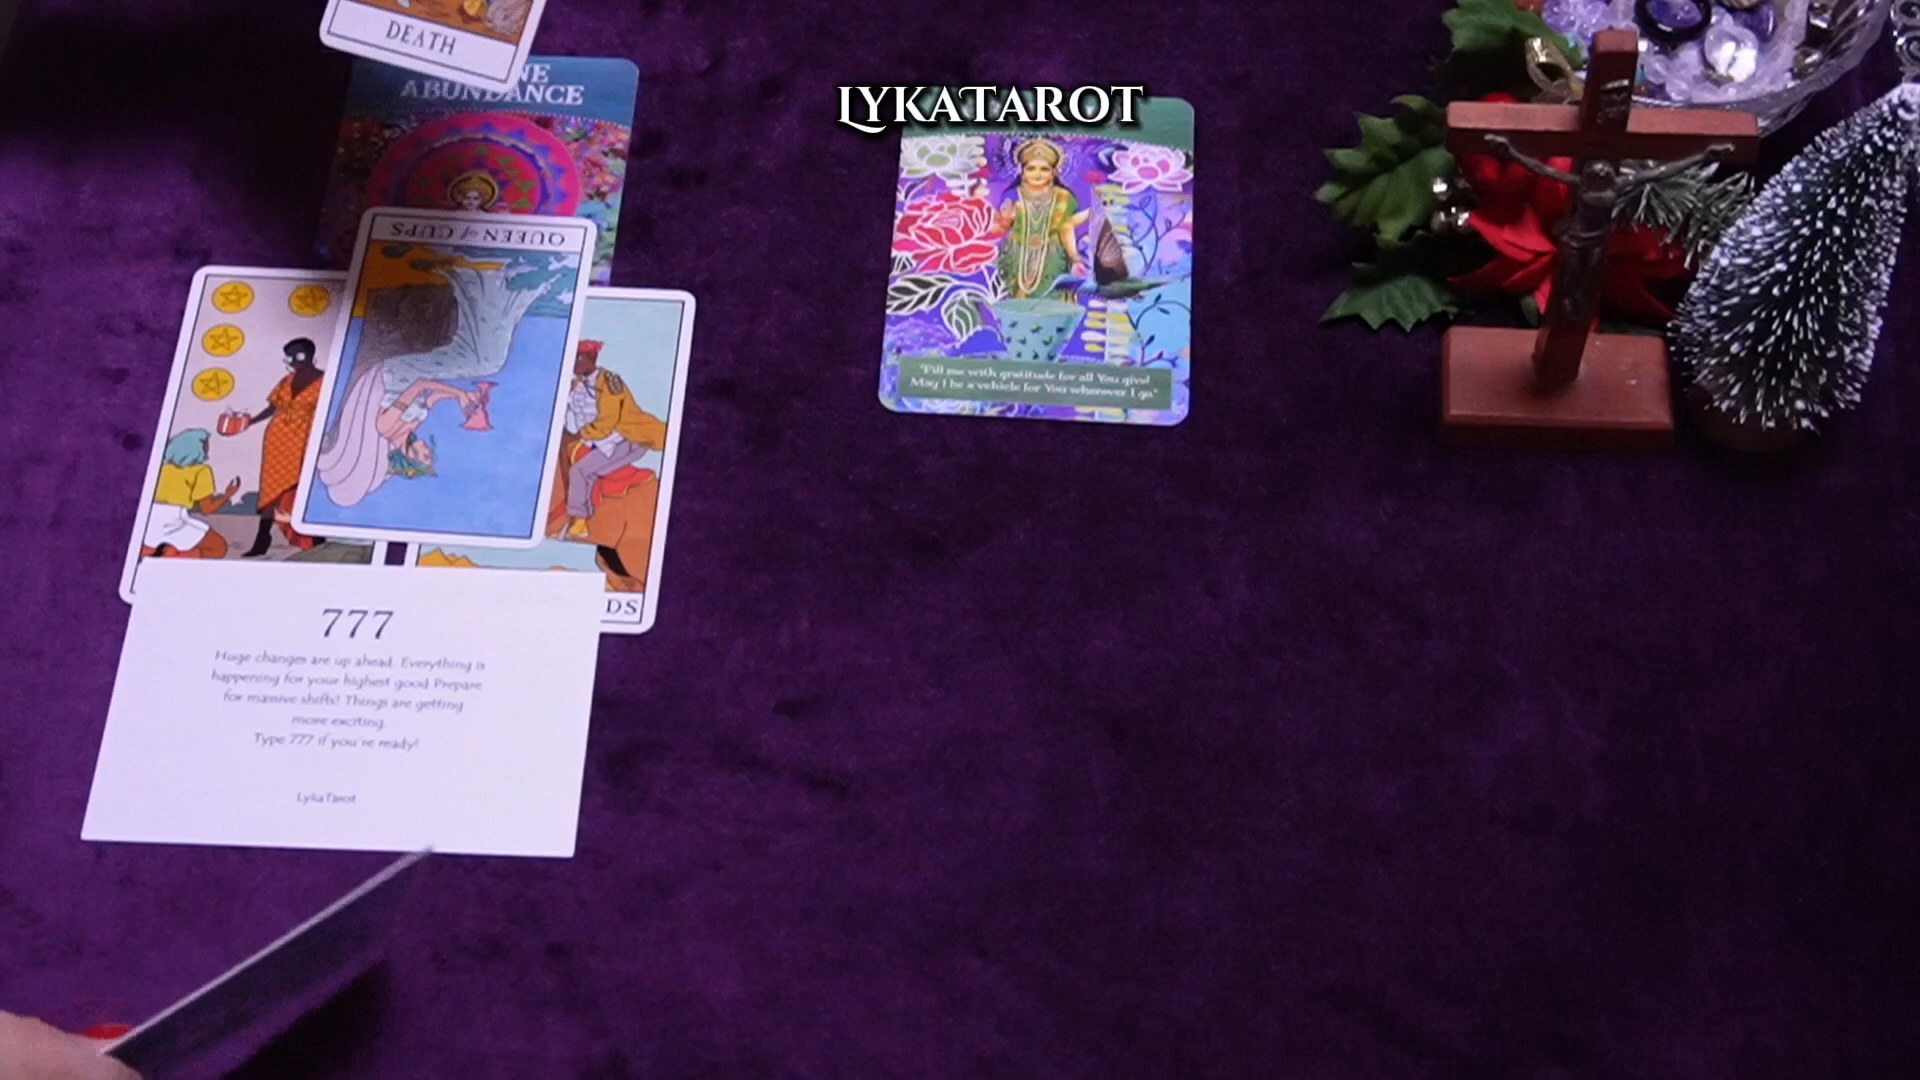 DEATH
NE
ABUNDANCE
LYKATAROT
QUEEN of CUPS
"Fill me with gratitude for all You give!
May I be a vehicle for You wherever I go."
DS
777
Huge changes are up ahead. Everything is
happening for your highest good. Prepare
for massive shifts! Things are getting
more exciting.
Type 777 if you're ready!
LykaTarot